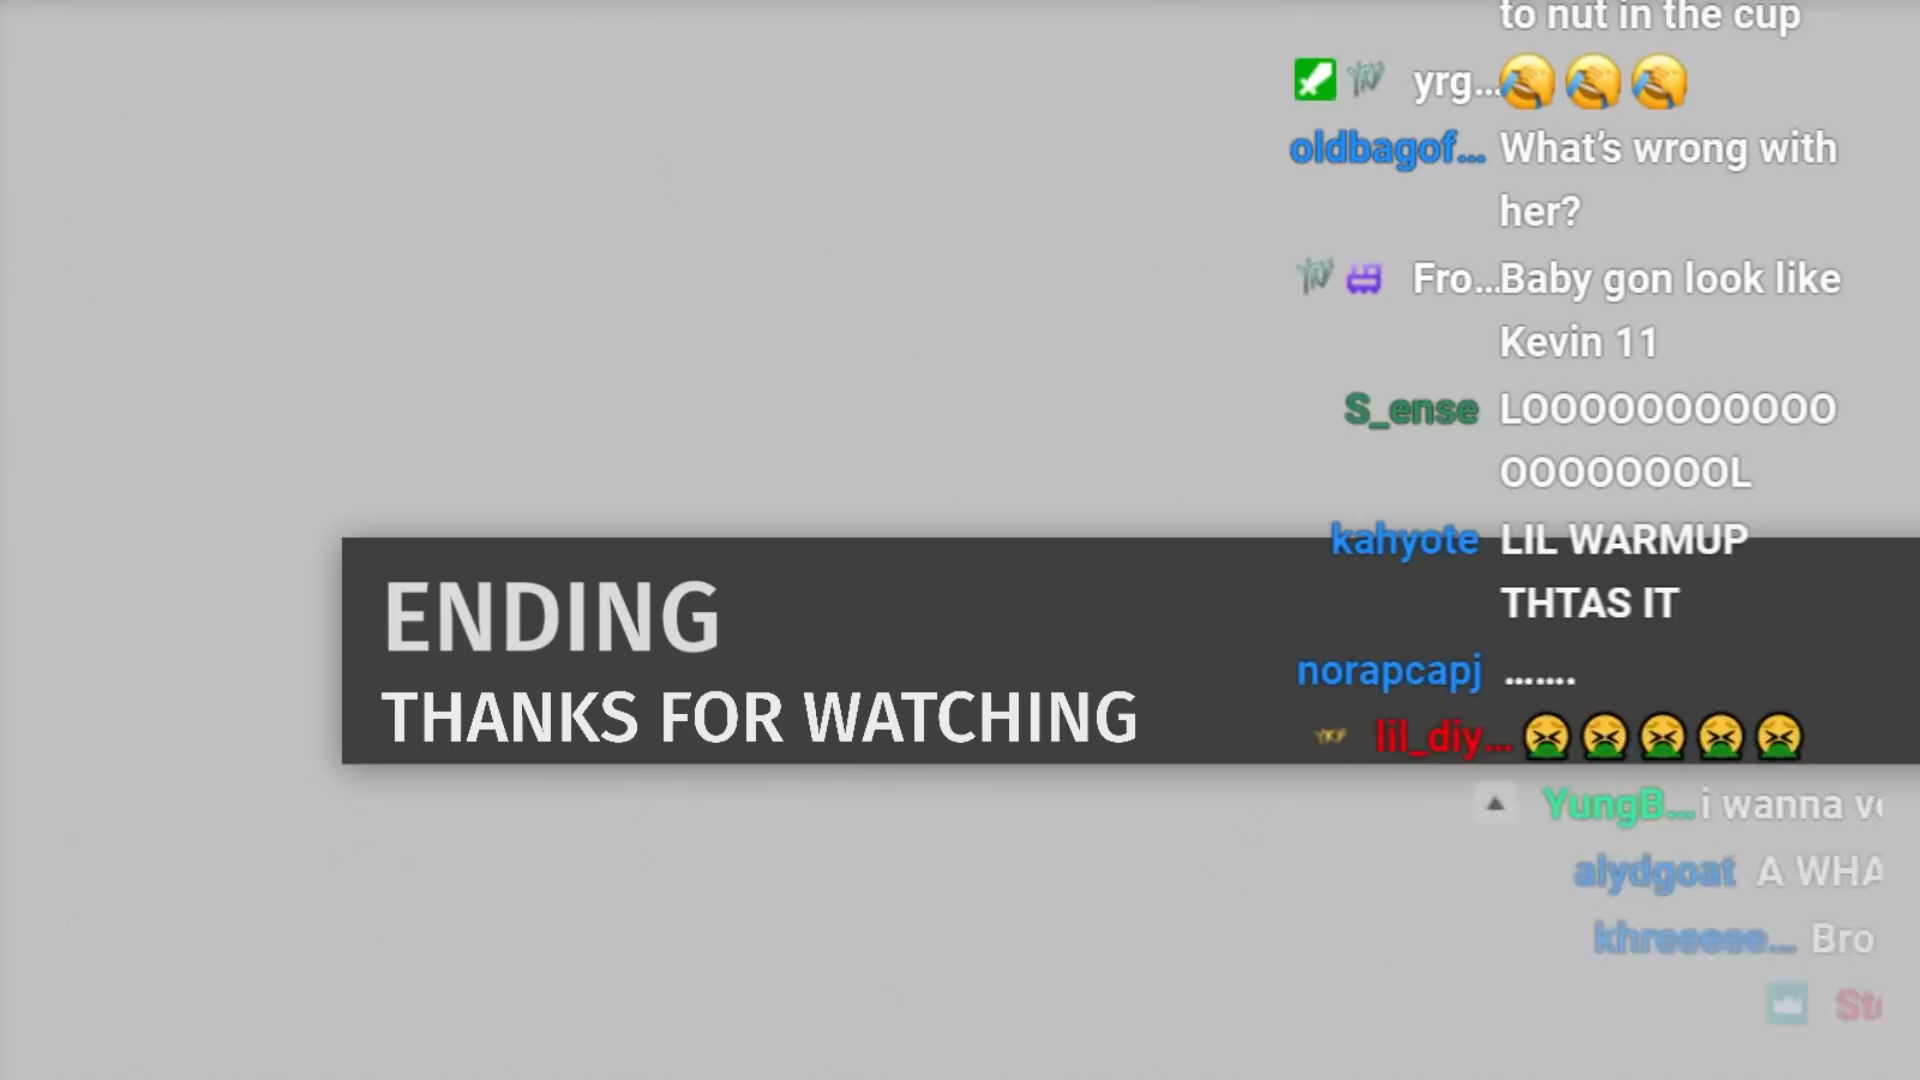 to nut in the cup
yrg...
oldbagof... What's wrong with
her?
Fro...Baby gon look like
Kevin 11
S_ense LOOOOOOOOOOO
OOOOOOOOL
kahyote LIL WARMUP
THTAS IT
ENDING
norapcapj .......
THANKS FOR WATCHING
lil_diy...
YungB... i wanna
alydgoat A WHA
khreeese... Bro